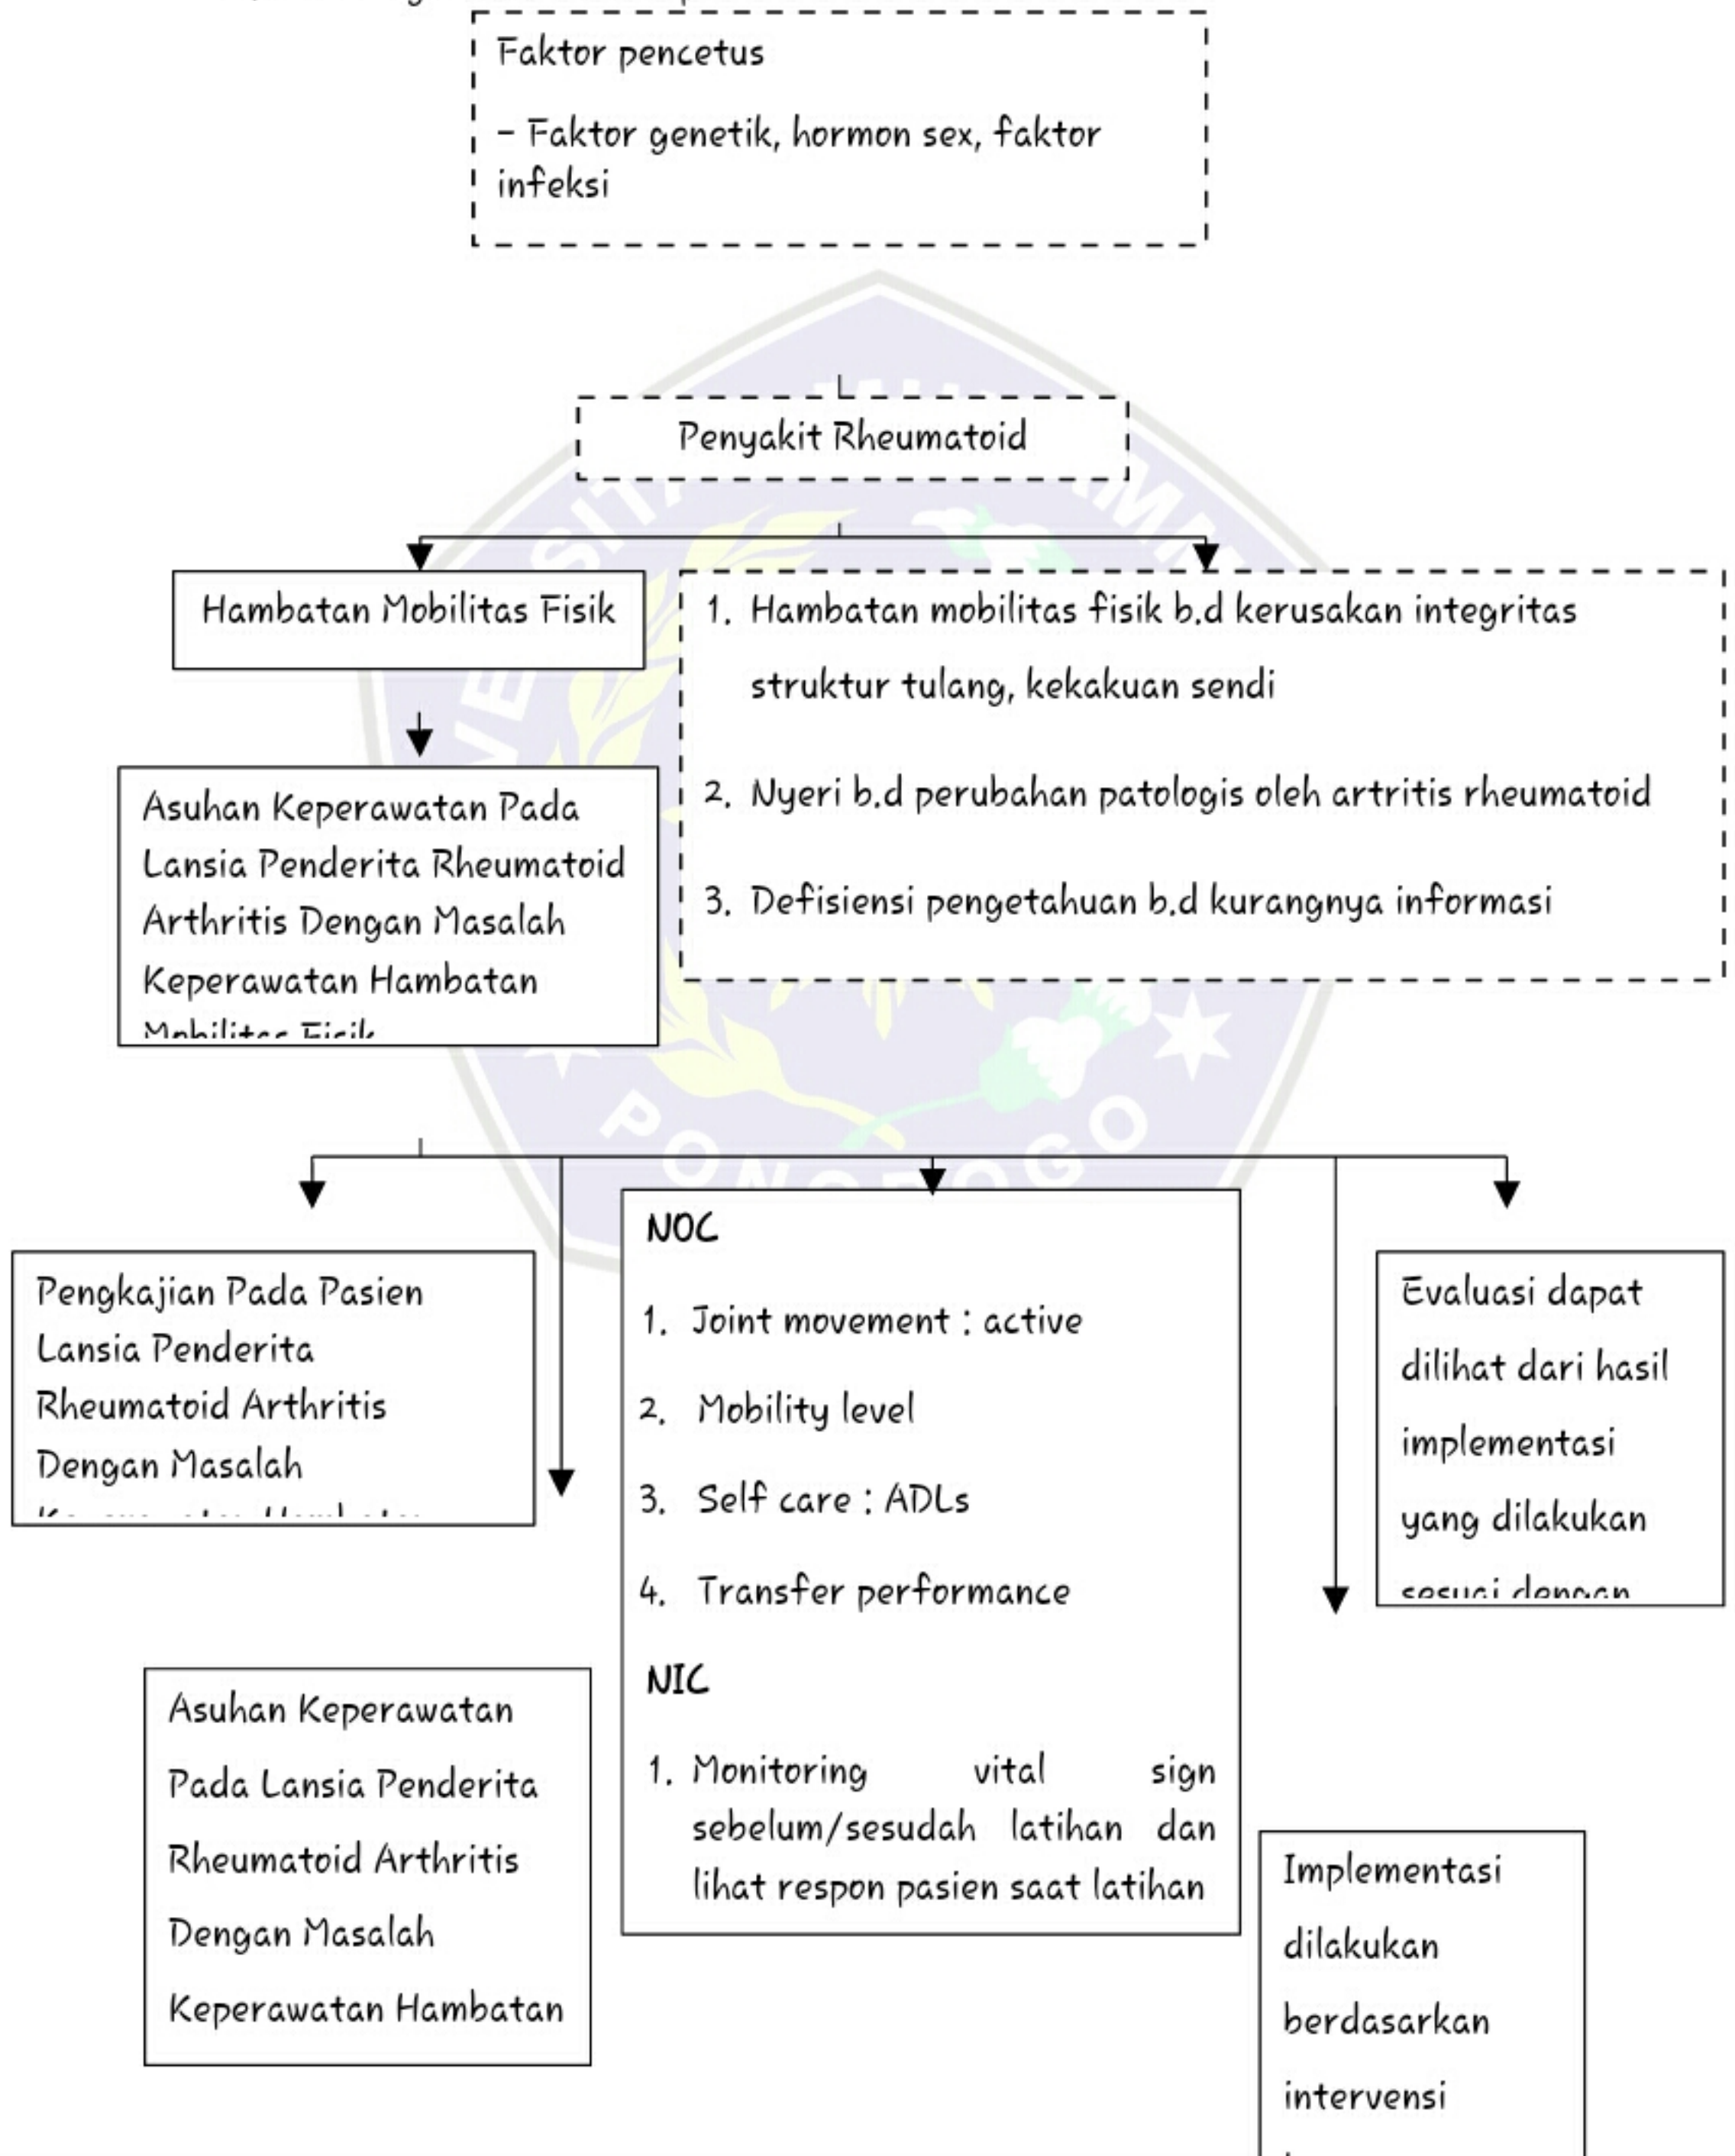 Faktor pencetus
- Faktor genetik, hormon sex, faktor
infeksi
Penyakit Rheumatoid
Hambatan Mobilitas Fisik
1. Hambatan mobilitas fisik b.d kerusakan integritas
struktur tulang, kekakuan sendi
2. Nyeri b.d perubahan patologis oleh artritis rheumatoid
3. Defisiensi pengetahuan b.d kurangnya informasi
Asuhan Keperawatan Pada
Lansia Penderita Rheumatoid
Arthritis Dengan Masalah
Keperawatan Hambatan
Mobilitas Fisik
PONOROGO
Pengkajian Pada Pasien
Lansia Penderita
Rheumatoid Arthritis
Dengan Masalah
NOC
1. Joint movement : active
2. Mobility level
3. Self care : ADLs
4. Transfer performance
NIC
1. Monitoring vital sign
sebelum/sesudah latihan dan
lihat respon pasien saat latihan
Evaluasi dapat
dilihat dari hasil
implementasi
yang dilakukan
sesuai dengan
Asuhan Keperawatan
Pada Lansia Penderita
Rheumatoid Arthritis
Dengan Masalah
Keperawatan Hambatan
Implementasi
dilakukan
berdasarkan
intervensi